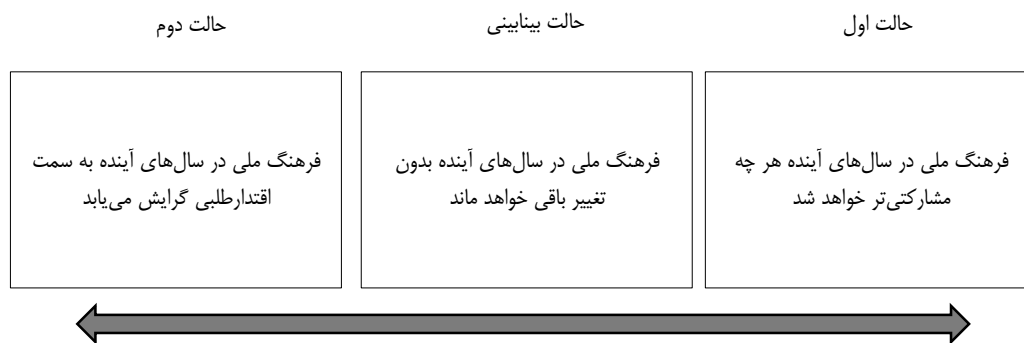 حالت اول
حالت بینابینی
حالت دوم
فرهنگ ملی در سال‌های آینده هر چه
مشارکتی‌تر خواهد شد
فرهنگ ملی در سال‌های آینده بدون
تغییر باقی خواهد ماند
فرهنگ ملی در سال‌های آینده به سمت
اقتدارطلبی گرایش می‌یابد